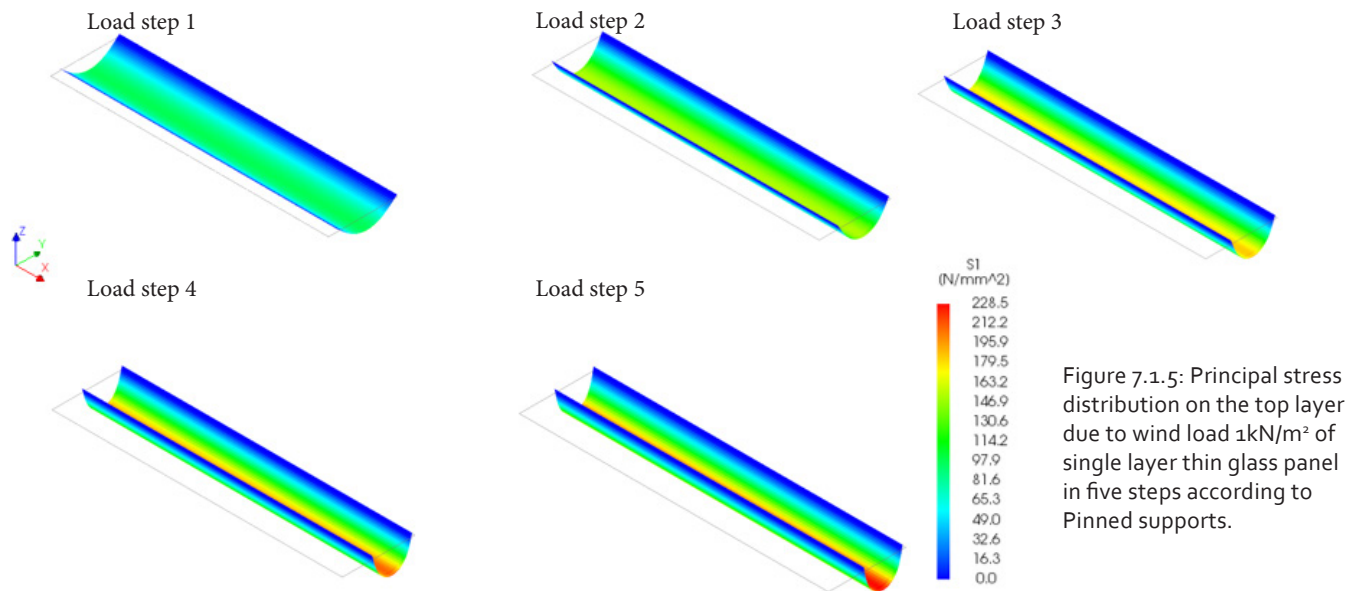 Load step 1
Load step 2
Load step 3
Z
Y
X
Load step 4
Load step 5
S1
(N/mm^2)
228.5
212.2
195.9
179.5
163.2
146.9
130.6
114.2
97.9
81.6
65.3
49.0
32.6
16.3
0.0
Figure 7.1.5: Principal stress
distribution on the top layer
due to wind load 1kN/m² of
single layer thin glass panel
in five steps according to
Pinned supports.